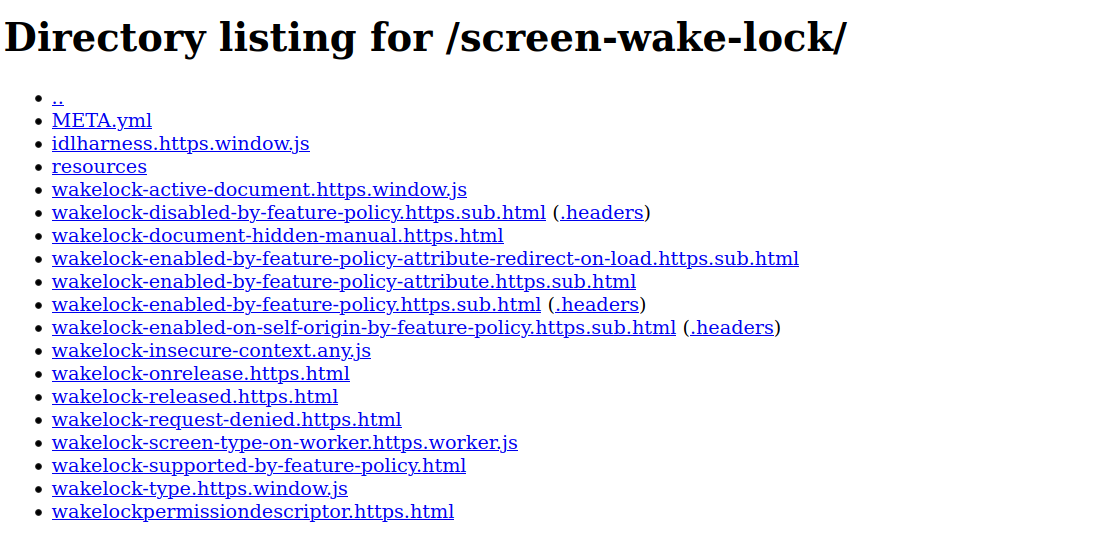 Directory listing for /screen-wake-lock/
..
META.yml
idlharness.https.window.js
resources
wakelock-active-document.https.window.js
wakelock-disabled-by-feature-policy.https.sub.html (.headers)
wakelock-document-hidden-manual.https.html
wakelock-enabled-by-feature-policy-attribute-redirect-on-load.https.sub.html
wakelock-enabled-by-feature-policy-attribute.https.sub.html
wakelock-enabled-by-feature-policy.https.sub.html (.headers)
wakelock-enabled-on-self-origin-by-feature-policy.https.sub.html (.headers)
wakelock-insecure-context.any.js
wakelock-onrelease.https.html
wakelock-released.https.html
wakelock-request-denied.https.html
wakelock-screen-type-on-worker.https.worker.js
wakelock-supported-by-feature-policy.html
wakelock-type.https.window.js
wakelockpermissiondescriptor.https.html